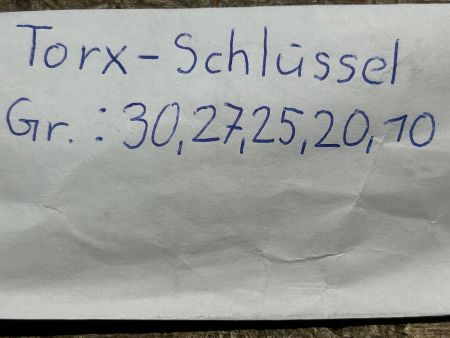 Torx-Schlüssel
Gr.: 30, 27, 25, 20, 10